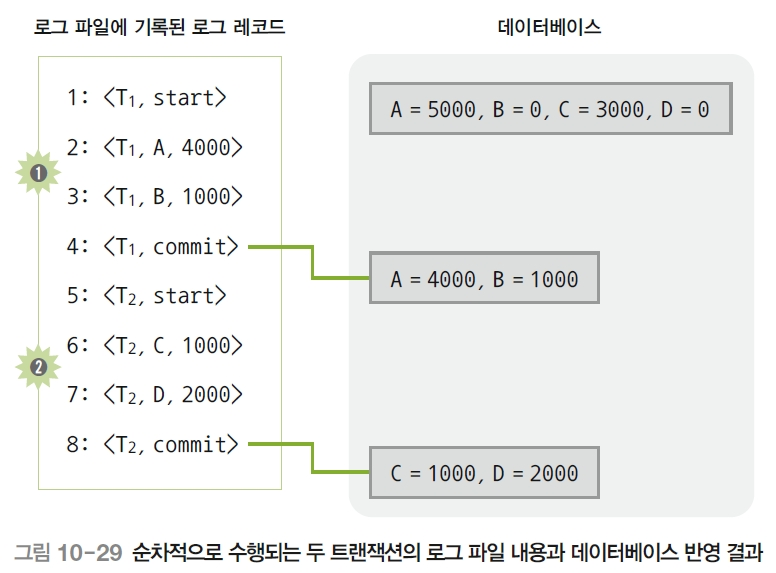 로그 파일에 기록된 로그 레코드
데이터베이스
1: <T1, start>
A = 5000, B = 0, C = 3000, D = 0
2: <T1, A, 4000>
❶
3: <T1, B, 1000>
4: <T1, commit>
A = 4000, B = 1000
5: <T2, start>
6: <T2, C, 1000>
❷
7: <T2, D, 2000>
8: <T2, commit>
C = 1000, D = 2000
그림 10-29 순차적으로 수행되는 두 트랜잭션의 로그 파일 내용과 데이터베이스 반영 결과